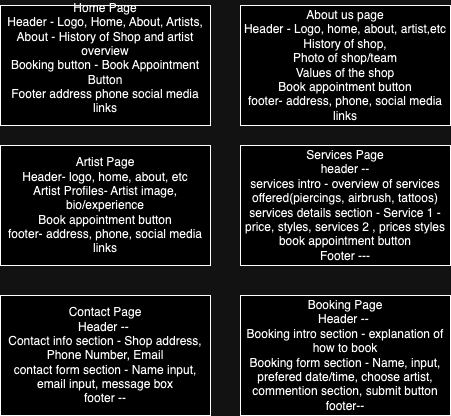 Home Page
Header - Logo, Home, About, Artists,
About - History of Shop and artist
overview
Booking button - Book Appointment
Button
Footer address phone social media
links
About us page
Header - Logo, home, about, artist,etc
History of shop,
Photo of shop/team
Values of the shop
Book appointment button
footer- address, phone, social media
links
Artist Page
Header- logo, home, about, etc
Artist Profiles- Artist image,
bio/experience
Book appointment button
footer- address, phone, social media
links
Services Page
header --
services intro - overview of services
offered(piercings, airbrush, tattoos)
services details section - Service 1 -
price, styles, services 2 , prices styles
book appointment button
Footer ---
Contact Page
Header --
Contact info section - Shop address,
Phone Number, Email
contact form section - Name input,
email input, message box
footer --
Booking Page
Header --
Booking intro section - explanation of
how to book
Booking form section - Name, input,
prefered date/time, choose artist,
commention section, submit button
footer--